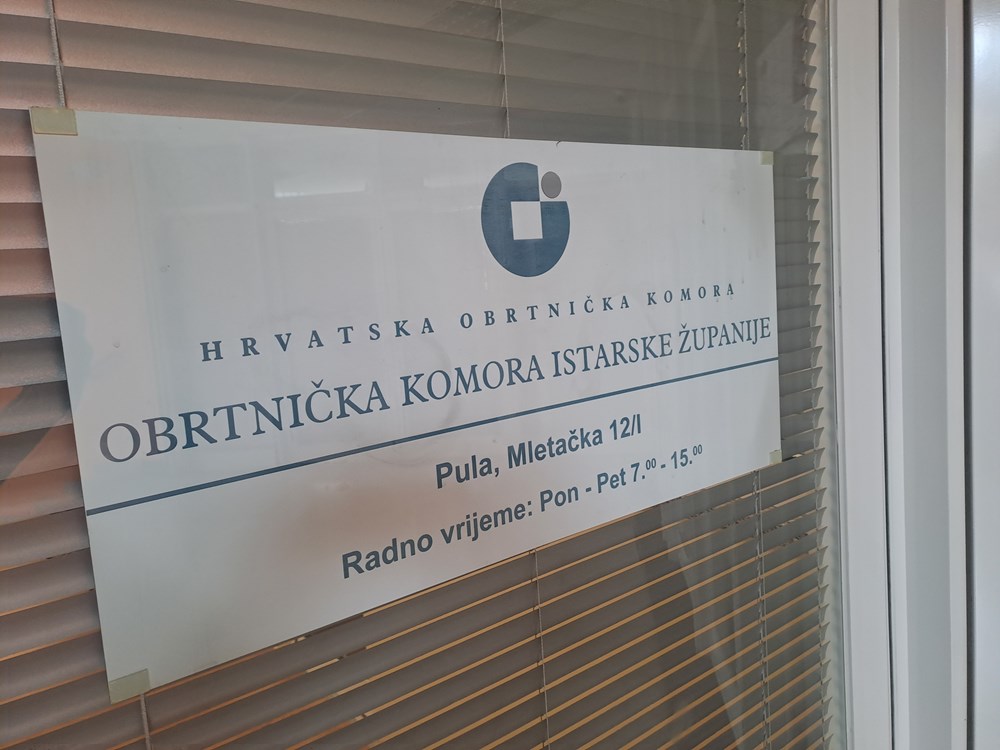 HRVATSKA OBRTNIČKA KOMORA
OBRTNIČKA KOMORA ISTARSKE ŽUPANIJE
Pula, Mletačka 12/I
Radno vrijeme: Pon - Pet 7.00 - 15.00